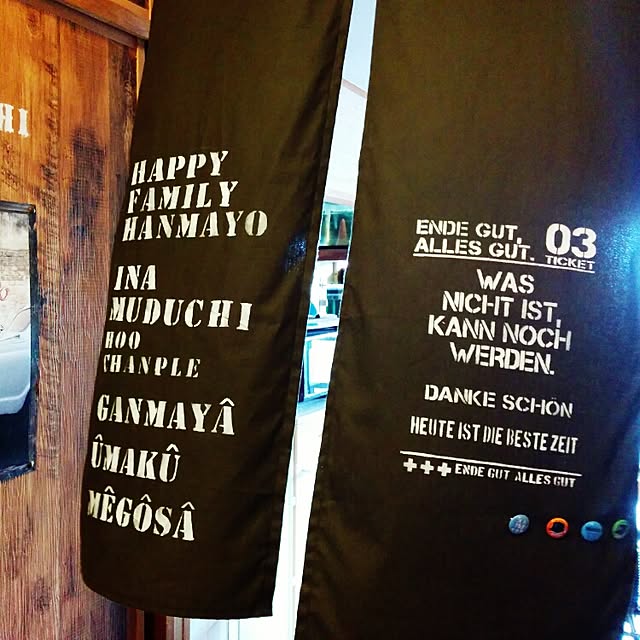 HI
HAPPY
FAMILY
HANMAYO
INA
MUDUCHI
HOO
CHANPLE
GANMAYÂ
ÛMAKÛ
MÊGÔSÂ
ENDE GUT,
ALLES GUT.
03
TICKET
WAS
NICHT IST,
KANN NOCH
WERDEN.
DANKE SCHÖN
HEUTE IST DIE BESTE ZEIT
+++ ENDE GUT ALLES GUT